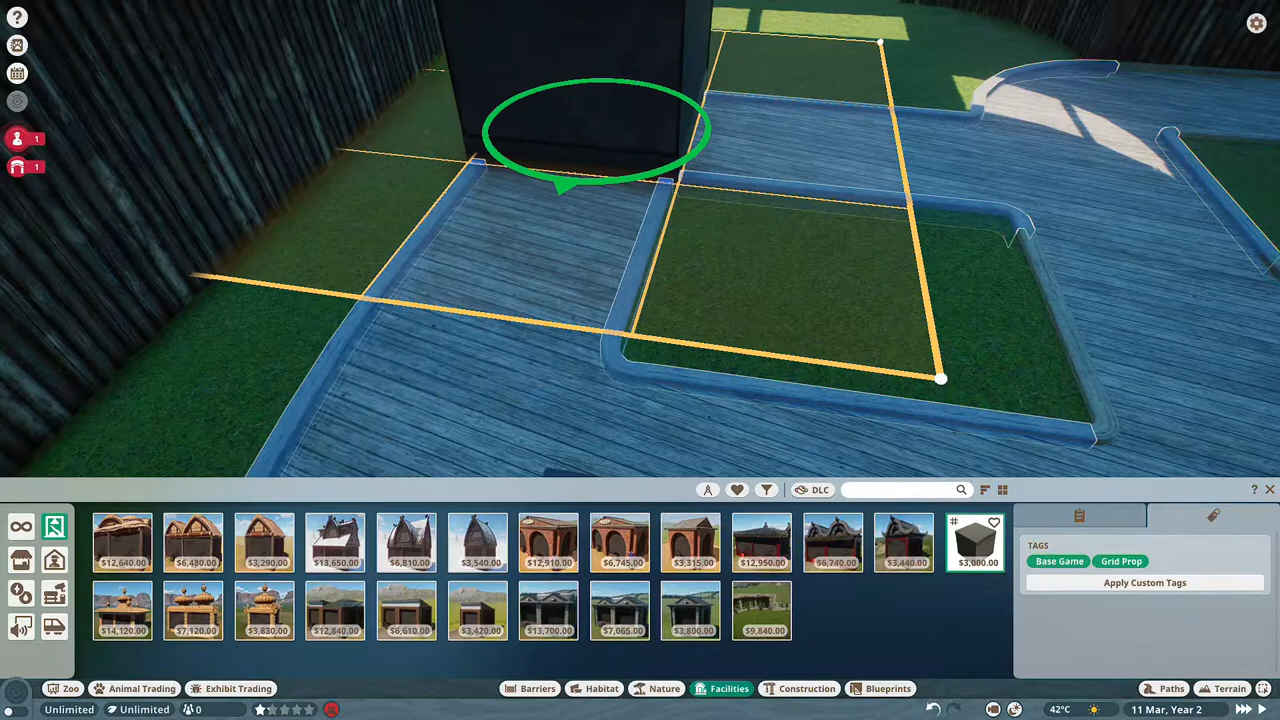 ?
1
1
DLC
?
$12,640.00 $6,480.00 $3,290.00 $13,650.00 $6,810.00 $3,540.00 $12,910.00 $6,745.00 $3,315.00 $12,950.00 $6,740.00 $3,440.00 # $3,000.00
TAGS
Base Game Grid Prop
Apply Custom Tags
$14,120.00 $7,120.00 $3,830.00 $12,840.00 $6,610.00 $3,420.00 $13,700.00 $7,065.00 $3,800.00 $9,840.00
Zoo Animal Trading Exhibit Trading Barriers Habitat Nature Facilities Construction Blueprints Paths Terrain
Unlimited Unlimited 0 42°C 11 Mar, Year 2